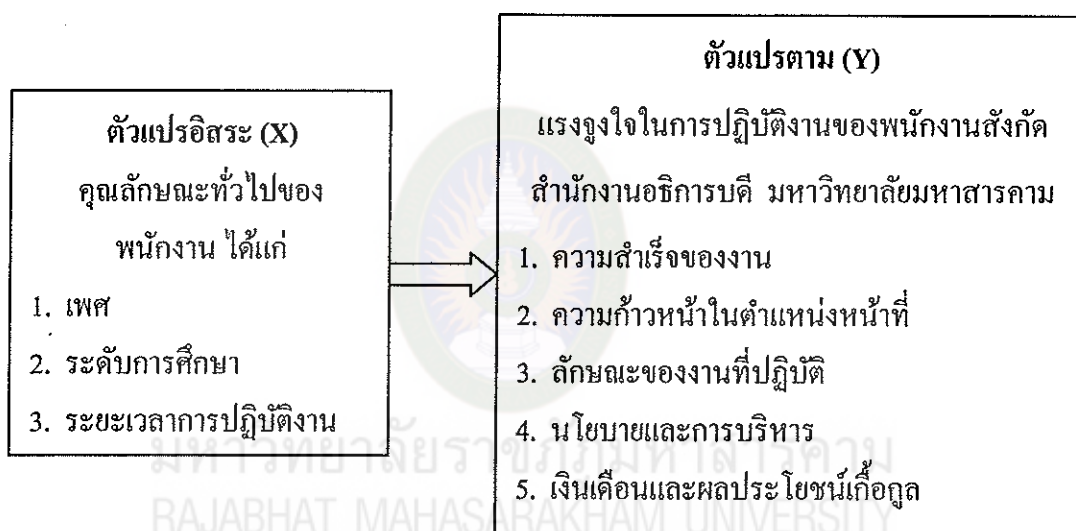 ตัวแปรอิสระ (X)
คุณลักษณะทั่วไปของ
พนักงาน ได้แก่
1. เพศ
2. ระดับการศึกษา
3. ระยะเวลาการปฏิบัติงาน
ตัวแปรตาม (Y)
แรงจูงใจในการปฏิบัติงานของพนักงานสังกัด
สำนักงานอธิการบดี มหาวิทยาลัยมหาสารคาม
1. ความสำเร็จของงาน
2. ความก้าวหน้าในตำแหน่งหน้าที่
3. ลักษณะของงานที่ปฏิบัติ
4. นโยบายและการบริหาร
5. เงินเดือนและผลประโยชน์เกื้อกูล
มหาวิทยาลัยราชภัฏมหาสารคาม
RAJABHAT MAHASARAKHAM UNIVERSITY